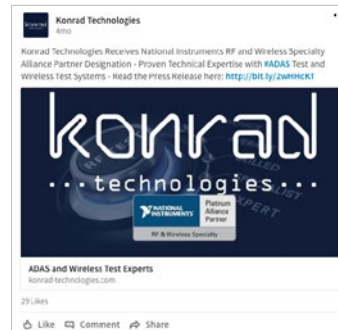 Konrad Technologies
4mo
Konrad Technologies Receives National Instruments RF and Wireless Specialty
Alliance Partner Designation - Proven Technical Expertise with #ADAS Test and
Wireless Test Systems - Read the Press Release here: http://bit.ly/2wHHcKT
konrad
...technologies...
NATIONAL
INSTRUMENTS
Platinum
Alliance
Partner
RF & Wireless Specialty
SKILLED
SPECIALIST
EXPERT
ADAS and Wireless Test Experts
konrad-technologies.com
29 Likes
Like Comment Share